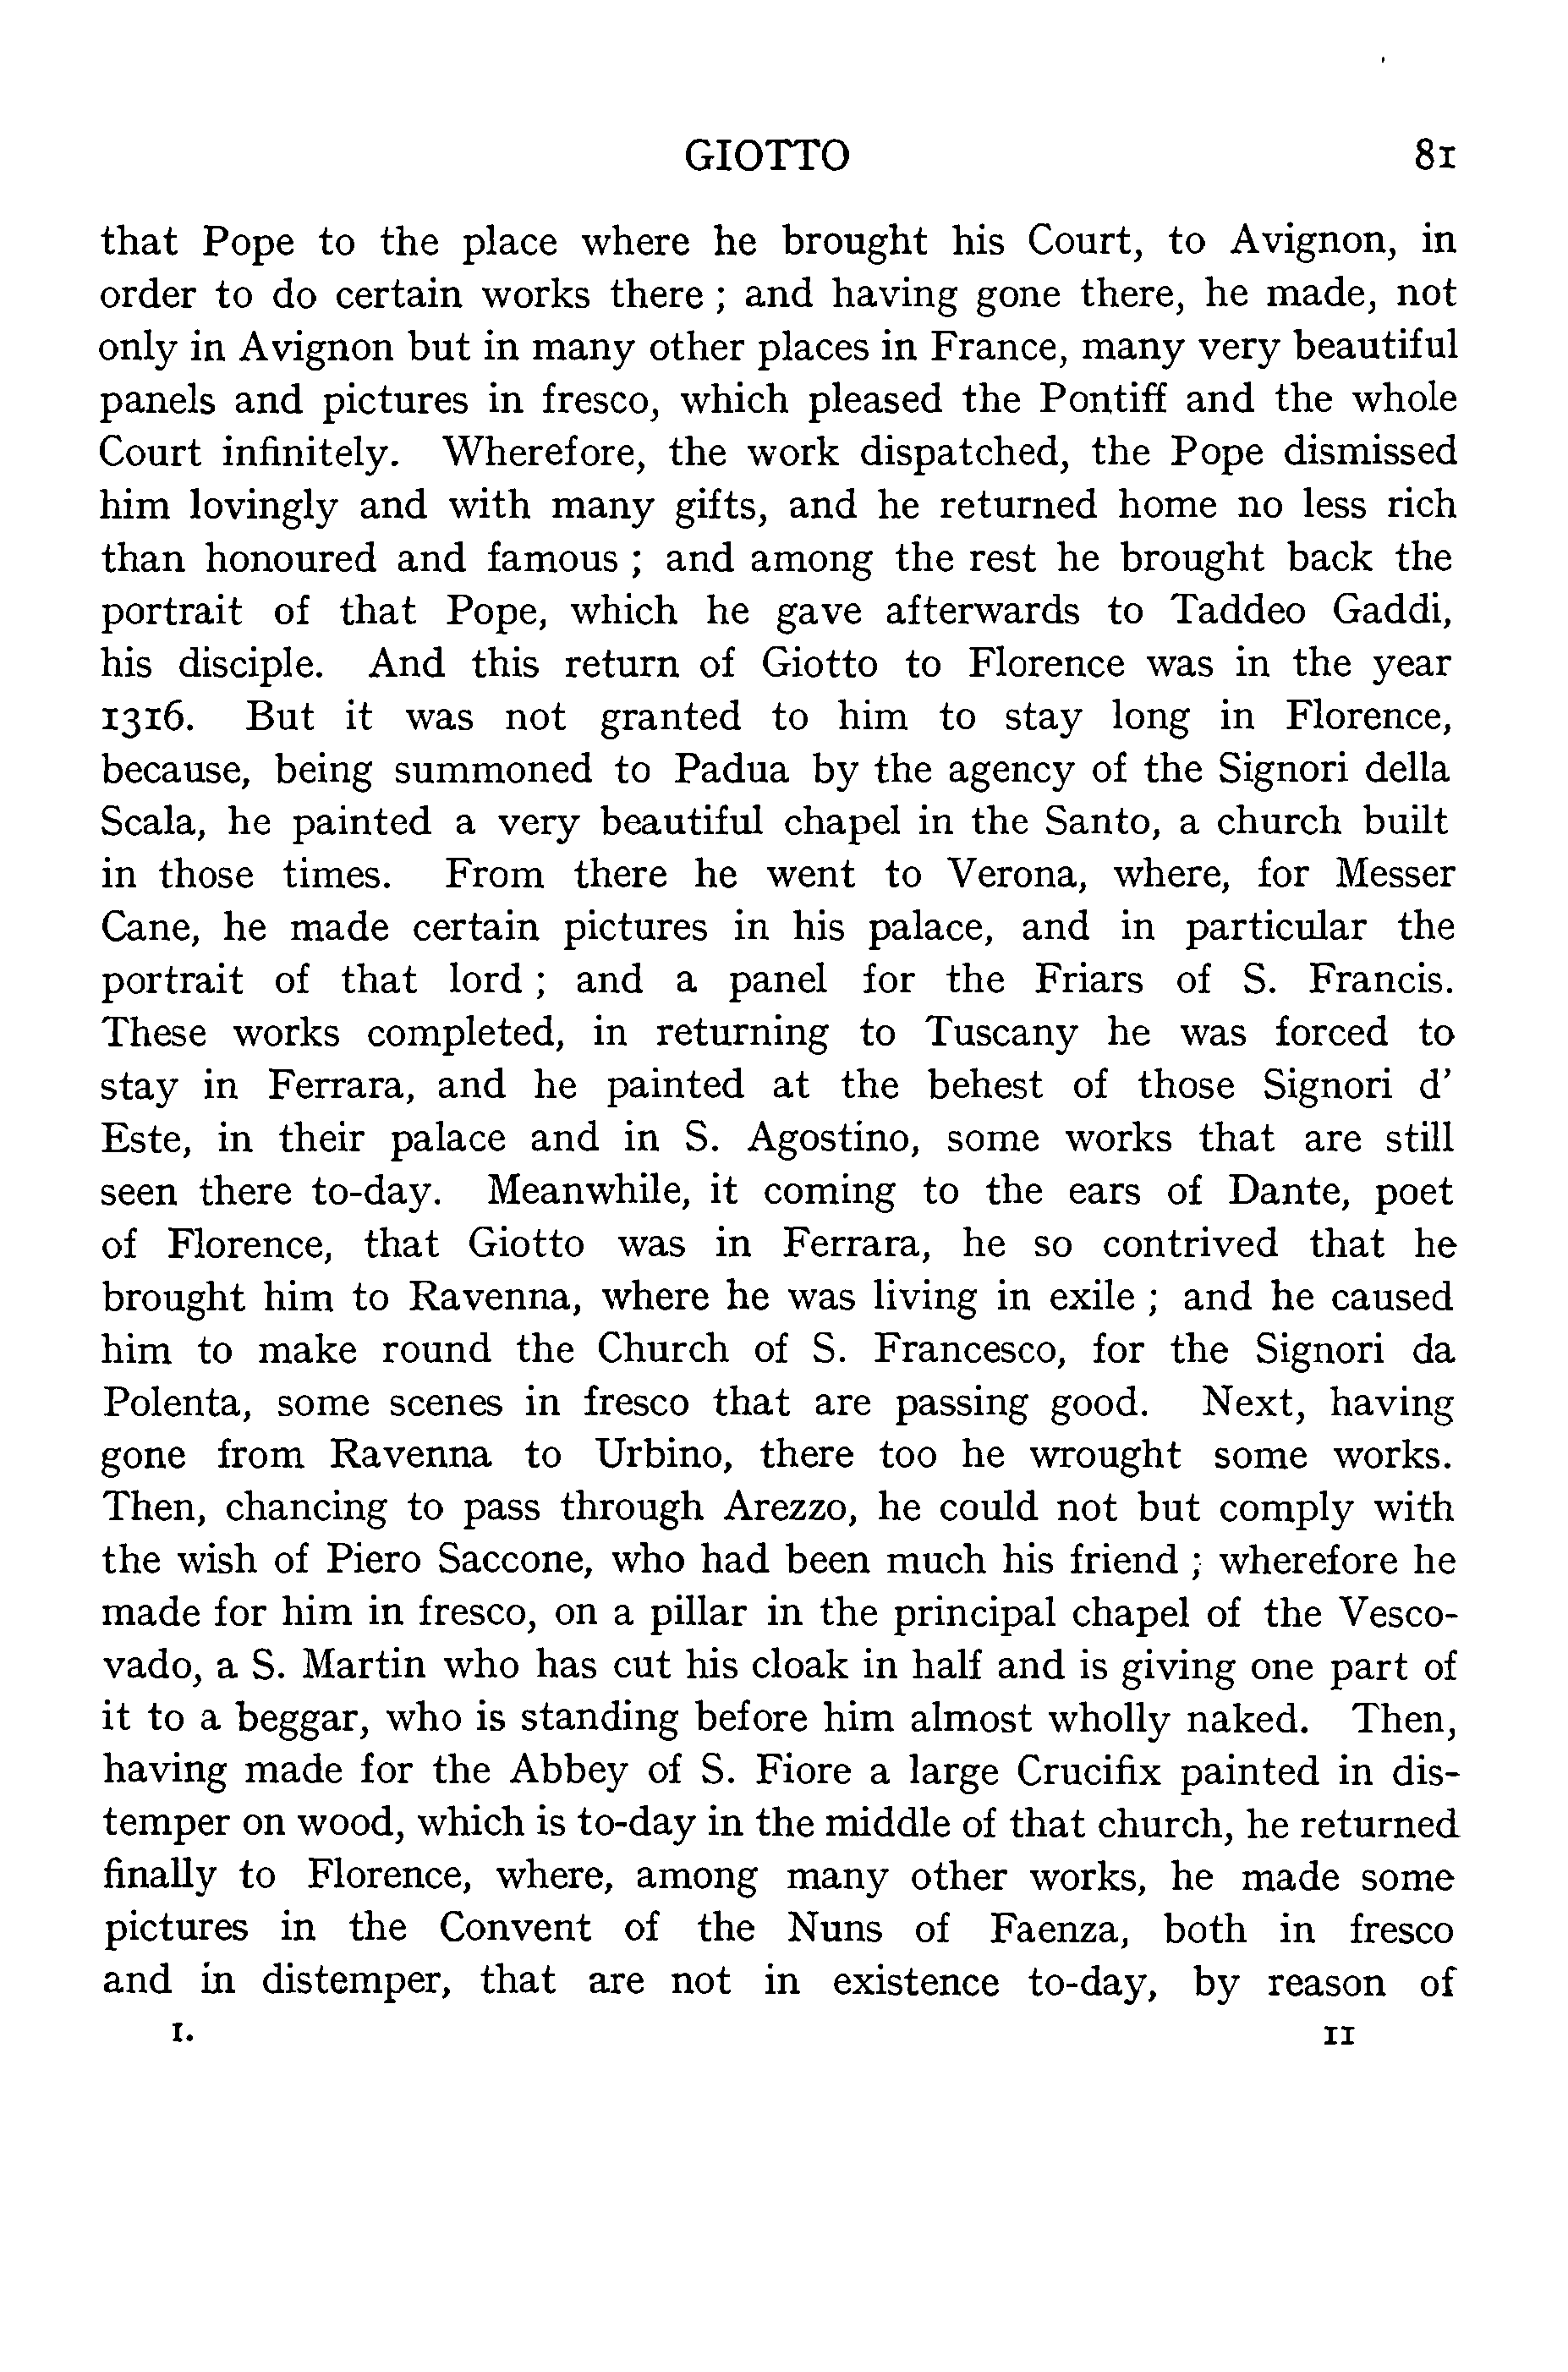 GIOTTO 81
that Pope to the place where he brought his Court, to Avignon, in
order to do certain works there ; and having gone there, he made, not
only in Avignon but in many other places in France, many very beautiful
panels and pictures in fresco, which pleased the Pontiff and the whole
Court infinitely. Wherefore, the work dispatched, the Pope dismissed
him lovingly and with many gifts, and he returned home no less rich
than honoured and famous ; and among the rest he brought back the
portrait of that Pope, which he gave afterwards to Taddeo Gaddi,
his disciple. And this return of Giotto to Florence was in the year
1316. But it was not granted to him to stay long in Florence,
because, being summoned to Padua by the agency of the Signori della
Scala, he painted a very beautiful chapel in the Santo, a church built
in those times. From there he went to Verona, where, for Messer
Cane, he made certain pictures in his palace, and in particular the
portrait of that lord ; and a panel for the Friars of S. Francis.
These works completed, in returning to Tuscany he was forced to
stay in Ferrara, and he painted at the behest of those Signori d'
Este, in their palace and in S. Agostino, some works that are still
seen there to-day. Meanwhile, it coming to the ears of Dante, poet
of Florence, that Giotto was in Ferrara, he so contrived that he
brought him to Ravenna, where he was living in exile ; and he caused
him to make round the Church of S. Francesco, for the Signori da
Polenta, some scenes in fresco that are passing good. Next, having
gone from Ravenna to Urbino, there too he wrought some works.
Then, chancing to pass through Arezzo, he could not but comply with
the wish of Piero Saccone, who had been much his friend ; wherefore he
made for him in fresco, on a pillar in the principal chapel of the Vesco-
vado, a S. Martin who has cut his cloak in half and is giving one part of
it to a beggar, who is standing before him almost wholly naked. Then,
having made for the Abbey of S. Fiore a large Crucifix painted in dis-
temper on wood, which is to-day in the middle of that church, he returned
finally to Florence, where, among many other works, he made some
pictures in the Convent of the Nuns of Faenza, both in fresco
and in distemper, that are not in existence to-day, by reason of
I. 11